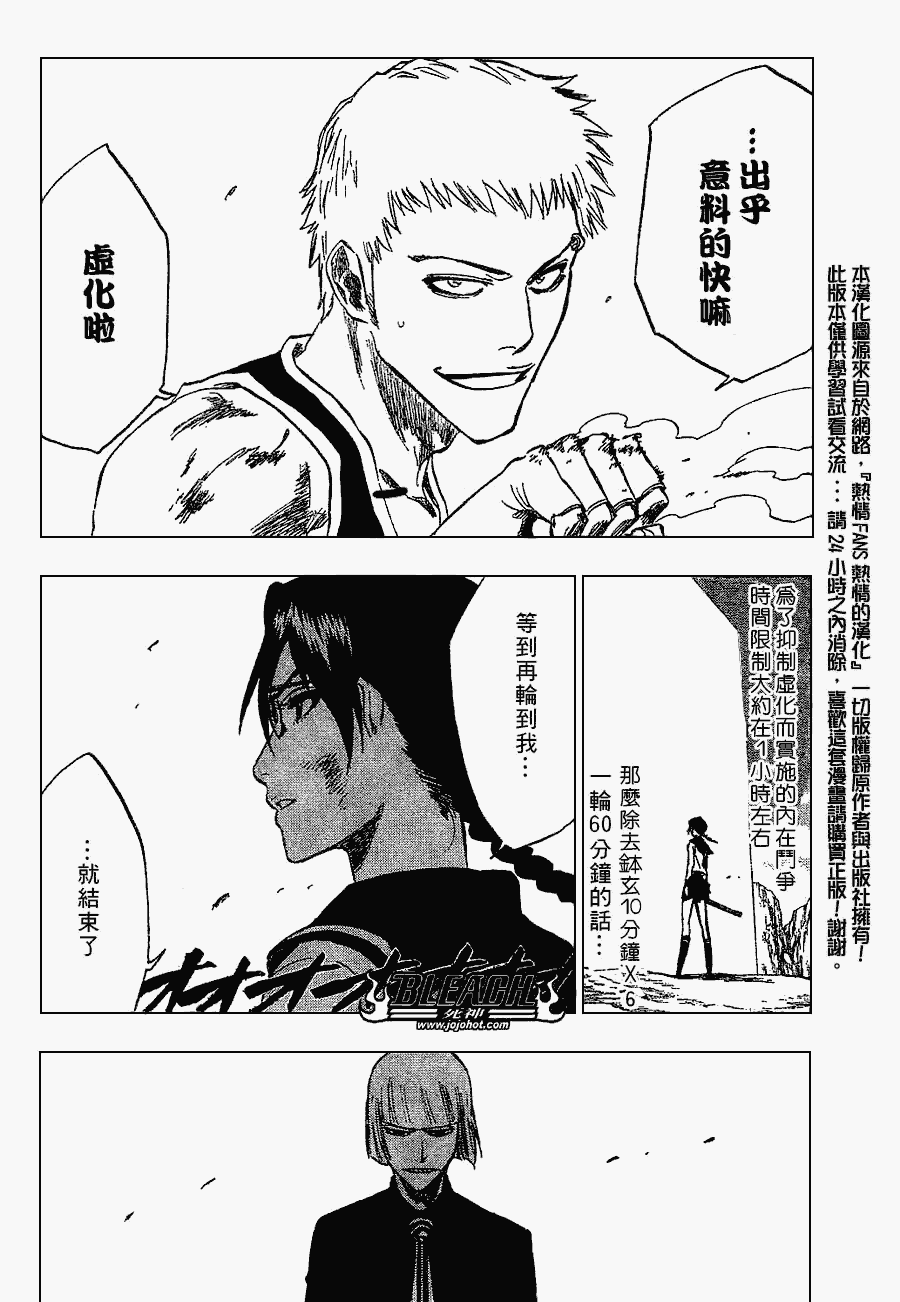 …出乎
意料的快嘛
虛化啦
為了抑制虛化而實施的內在鬥爭
時間限制大約在1小時左右
那麼除去缽玄10分鐘X6
一輪60分鐘的話…
等到再輪到我…
…就結束了
オオオオオオ
BLEACH
死神
www.jojohot.com
本漢化圖源來自於網路，『熱情FANS熱情的漢化』一切版權歸原作者與出版社擁有！
此版本僅供學習試看交流…請24小時之內消除，喜歡這套漫畫請購買正版！謝謝。